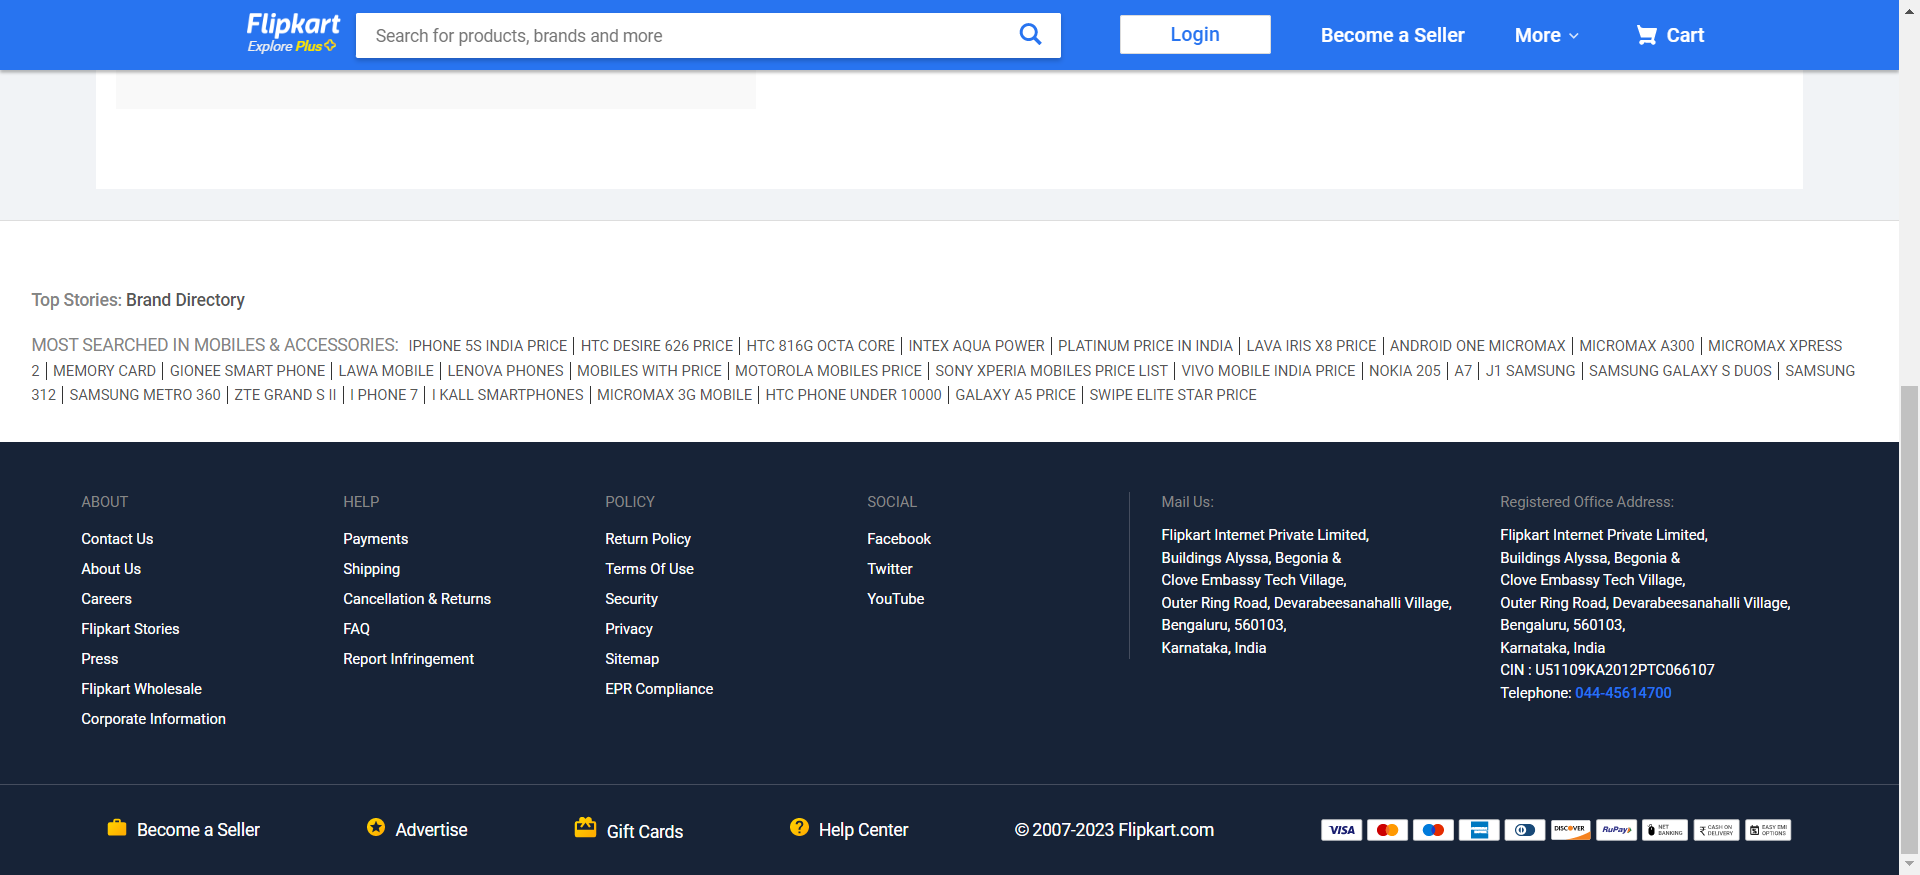 Flipkart
Explore Plus
Search for products, brands and more
Login
Become a Seller
More
Cart
Top Stories: Brand Directory
MOST SEARCHED IN MOBILES & ACCESSORIES: IPHONE 5S INDIA PRICE | HTC DESIRE 626 PRICE | HTC 816G OCTA CORE | INTEX AQUA POWER | PLATINUM PRICE IN INDIA | LAVA IRIS X8 PRICE | ANDROID ONE MICROMAX | MICROMAX A300 | MICROMAX XPRESS
2 | MEMORY CARD | GIONEE SMART PHONE | LAWA MOBILE | LENOVA PHONES | MOBILES WITH PRICE | MOTOROLA MOBILES PRICE | SONY XPERIA MOBILES PRICE LIST | VIVO MOBILE INDIA PRICE | NOKIA 205 | A7 | J1 SAMSUNG | SAMSUNG GALAXY S DUOS | SAMSUNG
312 | SAMSUNG METRO 360 | ZTE GRAND S II | I PHONE 7 | I KALL SMARTPHONES | MICROMAX 3G MOBILE | HTC PHONE UNDER 10000 | GALAXY A5 PRICE | SWIPE ELITE STAR PRICE
ABOUT
Contact Us
About Us
Careers
Flipkart Stories
Press
Flipkart Wholesale
Corporate Information
HELP
Payments
Shipping
Cancellation & Returns
FAQ
Report Infringement
POLICY
Return Policy
Terms Of Use
Security
Privacy
Sitemap
EPR Compliance
SOCIAL
Facebook
Twitter
YouTube
Mail Us:
Flipkart Internet Private Limited,
Buildings Alyssa, Begonia &
Clove Embassy Tech Village,
Outer Ring Road, Devarabeesanahalli Village,
Bengaluru, 560103,
Karnataka, India
Registered Office Address:
Flipkart Internet Private Limited,
Buildings Alyssa, Begonia &
Clove Embassy Tech Village,
Outer Ring Road, Devarabeesanahalli Village,
Bengaluru, 560103,
Karnataka, India
CIN : U51109KA2012PTC066107
Telephone: 044-45614700
Become a Seller
Advertise
Gift Cards
Help Center
© 2007-2023 Flipkart.com
VISA
DISCOVER
RuPay
NET
BANKING
CASH ON
DELIVERY
EASY EMI
OPTIONS